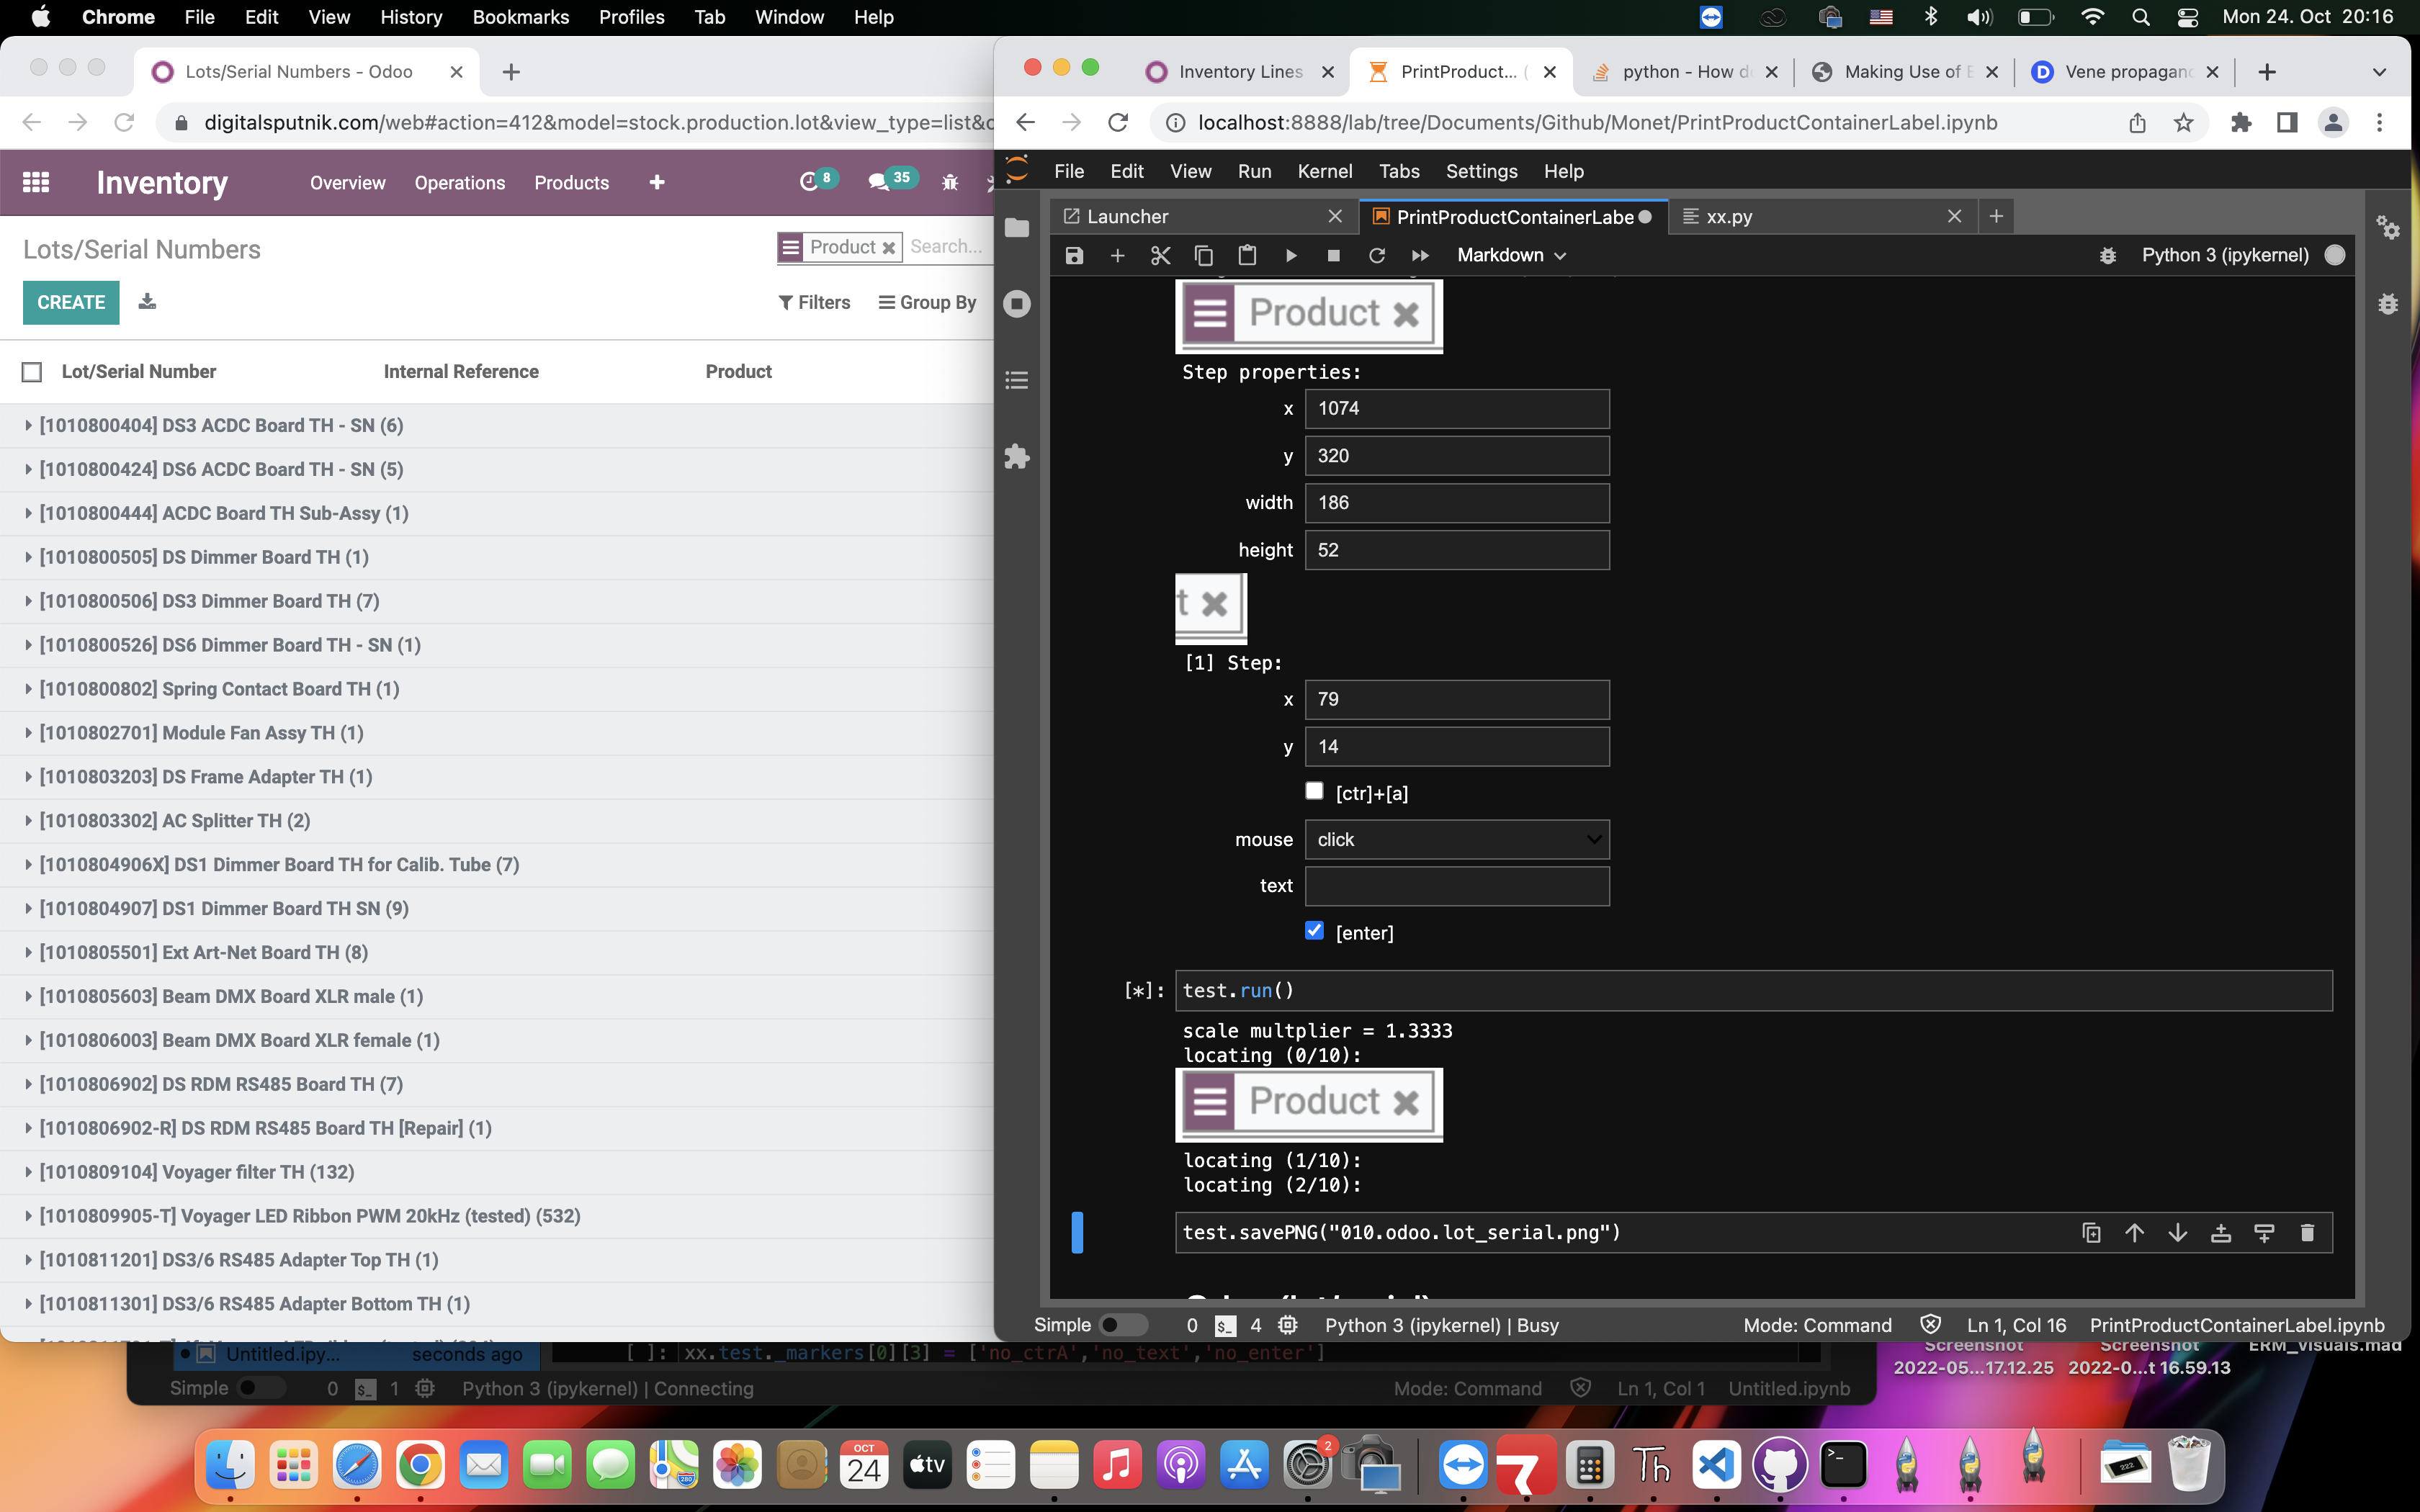 Chrome File Edit View History Bookmarks Profiles Tab Window Help Mon 24. Oct 20:16
Lots/Serial Numbers - Odoo
digitalsputnik.com/web#action=412&model=stock.production.lot&view_type=list&c
Inventory Overview Operations Products 8 35
Lots/Serial Numbers Product Search...
CREATE Filters Group By
Lot/Serial Number Internal Reference Product
[1010800404] DS3 ACDC Board TH - SN (6)
[1010800424] DS6 ACDC Board TH - SN (5)
[1010800444] ACDC Board TH Sub-Assy (1)
[1010800505] DS Dimmer Board TH (1)
[1010800506] DS3 Dimmer Board TH (7)
[1010800526] DS6 Dimmer Board TH - SN (1)
[1010800802] Spring Contact Board TH (1)
[1010802701] Module Fan Assy TH (1)
[1010803203] DS Frame Adapter TH (1)
[1010803302] AC Splitter TH (2)
[1010804906X] DS1 Dimmer Board TH for Calib. Tube (7)
[1010804907] DS1 Dimmer Board TH SN (9)
[1010805501] Ext Art-Net Board TH (8)
[1010805603] Beam DMX Board XLR male (1)
[1010806003] Beam DMX Board XLR female (1)
[1010806902] DS RDM RS485 Board TH (7)
[1010806902-R] DS RDM RS485 Board TH [Repair] (1)
[1010809104] Voyager filter TH (132)
[1010809905-T] Voyager LED Ribbon PWM 20kHz (tested) (532)
[1010811201] DS3/6 RS485 Adapter Top TH (1)
[1010811301] DS3/6 RS485 Adapter Bottom TH (1)
Inventory Lines PrintProduct... ( python - How d Making Use of Vene propagan
localhost:8888/lab/tree/Documents/Github/Monet/PrintProductContainerLabel.ipynb
File Edit View Run Kernel Tabs Settings Help
Launcher PrintProductContainerLabe xx.py
Markdown Python 3 (ipykernel)
Product
Step properties:
x 1074
y 320
width 186
height 52
t
[1] Step:
x 79
y 14
[ctr]+[a]
mouse click
text
[enter]
[*]: test.run()
scale multplier = 1.3333
locating (0/10):
Product
locating (1/10):
locating (2/10):
test.savePNG("010.odoo.lot_serial.png")
Simple 0 4 Python 3 (ipykernel) | Busy Mode: Command Ln 1, Col 16 PrintProductContainerLabel.ipynb
Untitled.ipy... seconds ago [ ]: xx.test._markers[0][3] = ['no_ctrA','no_text','no_enter']
Screenshot Screenshot ERM_visuals.mad
2022-05...17.12.25 2022-0...t 16.59.13
Simple 0 1 Python 3 (ipykernel) | Connecting Mode: Command Ln 1, Col 1 Untitled.ipynb
OCT
24
tv
280
2
Th
222